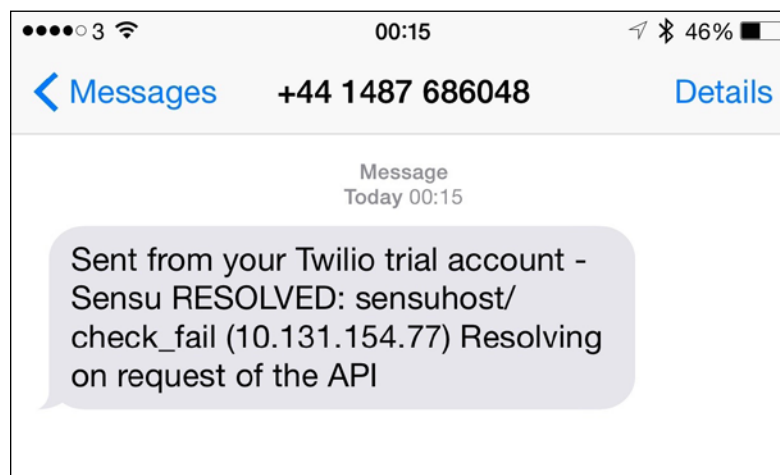 3 00:15 46%
Messages +44 1487 686048 Details
Message
Today 00:15
Sent from your Twilio trial account -
Sensu RESOLVED: sensuhost/
check_fail (10.131.154.77) Resolving
on request of the API